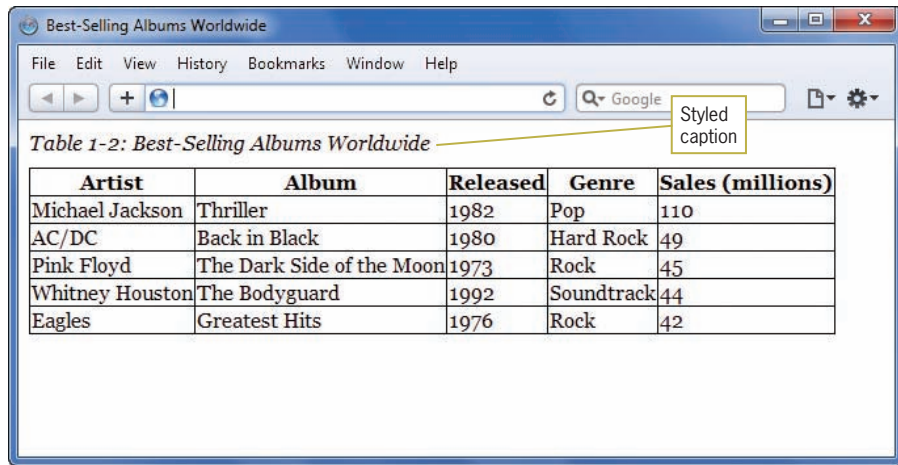 Best-Selling Albums Worldwide
File Edit View History Bookmarks Window Help
Google
Styled
caption
Table 1-2: Best-Selling Albums Worldwide
Artist Album Released Genre Sales (millions)
Michael Jackson Thriller 1982 Pop 110
AC/DC Back in Black 1980 Hard Rock 49
Pink Floyd The Dark Side of the Moon 1973 Rock 45
Whitney Houston The Bodyguard 1992 Soundtrack 44
Eagles Greatest Hits 1976 Rock 42